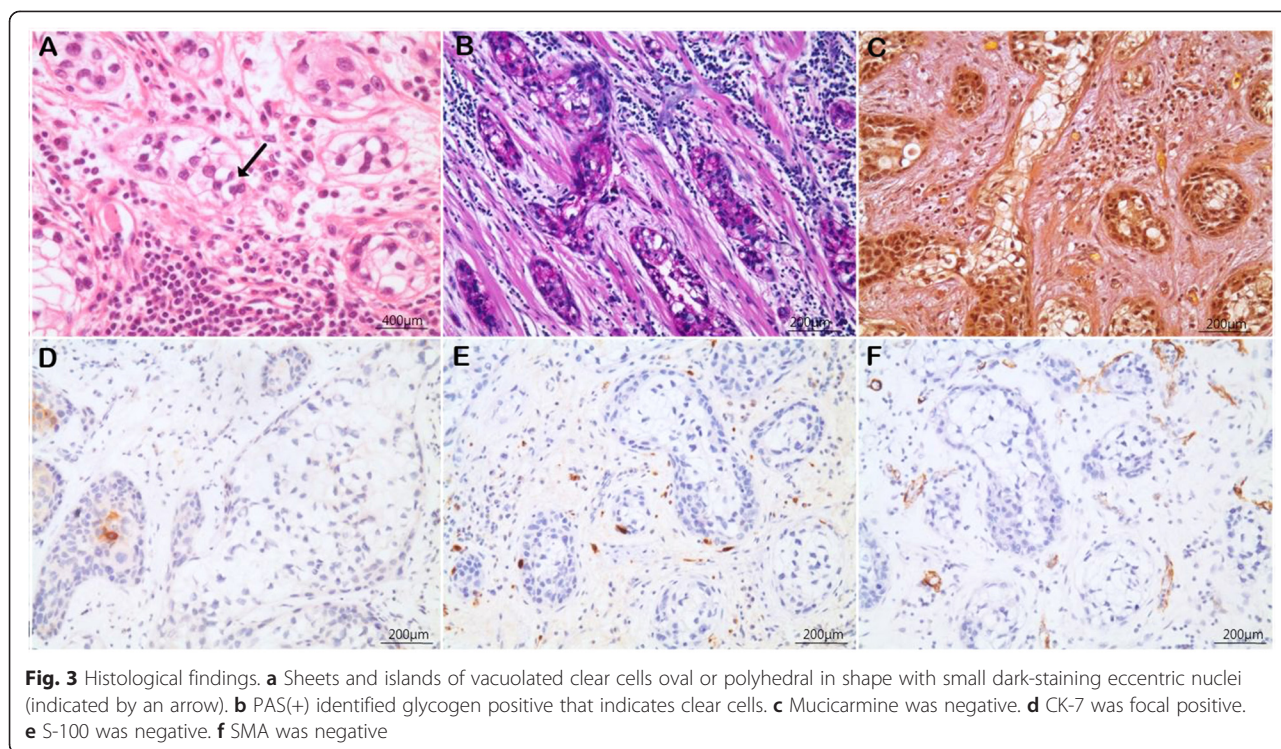 A
B
C
400µm
200µm
200µm
D
E
F
200µm
200µm
200µm
Fig. 3 Histological findings. a Sheets and islands of vacuolated clear cells oval or polyhedral in shape with small dark-staining eccentric nuclei
(indicated by an arrow). b PAS(+) identified glycogen positive that indicates clear cells. c Mucicarmine was negative. d CK-7 was focal positive.
e S-100 was negative. f SMA was negative